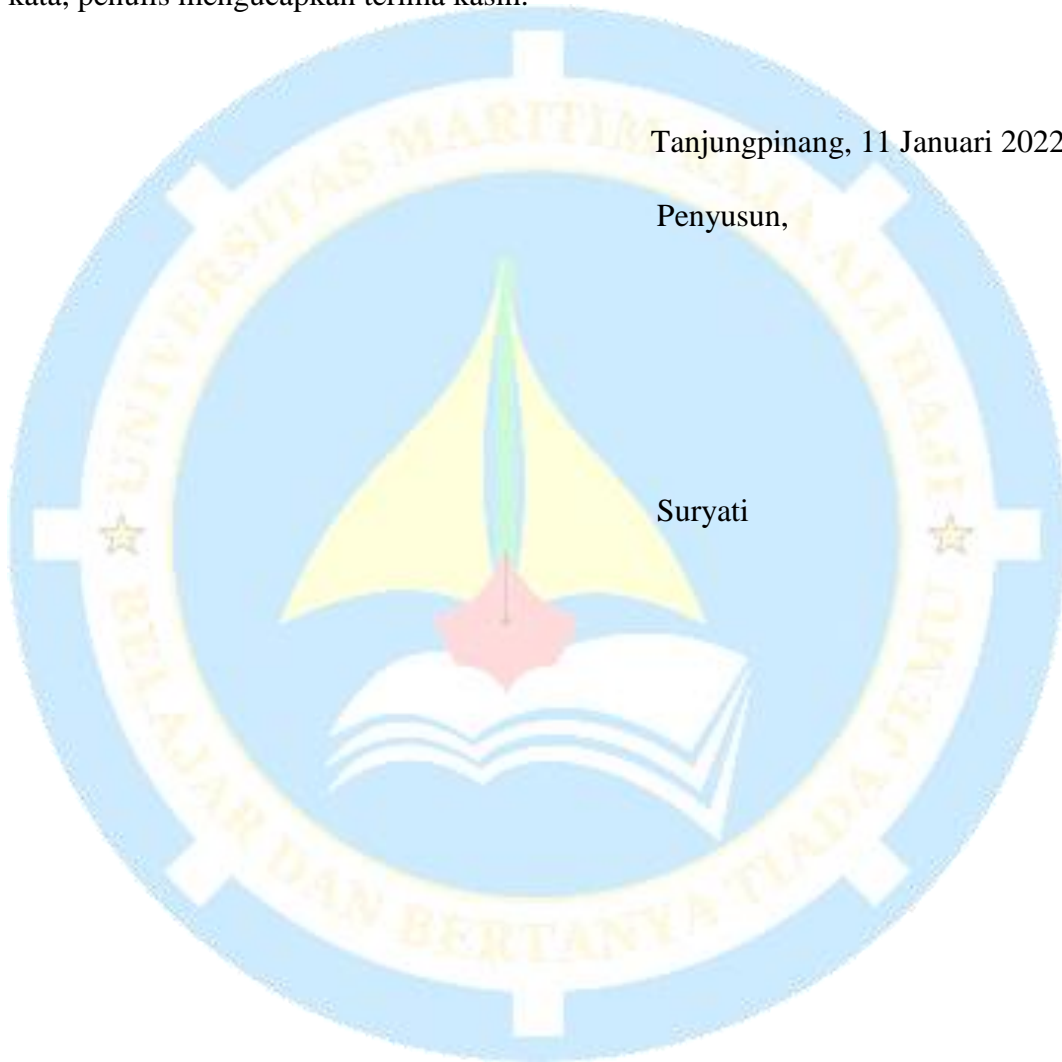 kata, penulis mengucapkan terima kasih.
Tanjungpinang, 11 Januari 2022
Penyusun,
Suryati
UNIVERSITAS MARITIM RAJA ALI HAJI
BELAJAR DAN BERTANYA TIADA JEMU